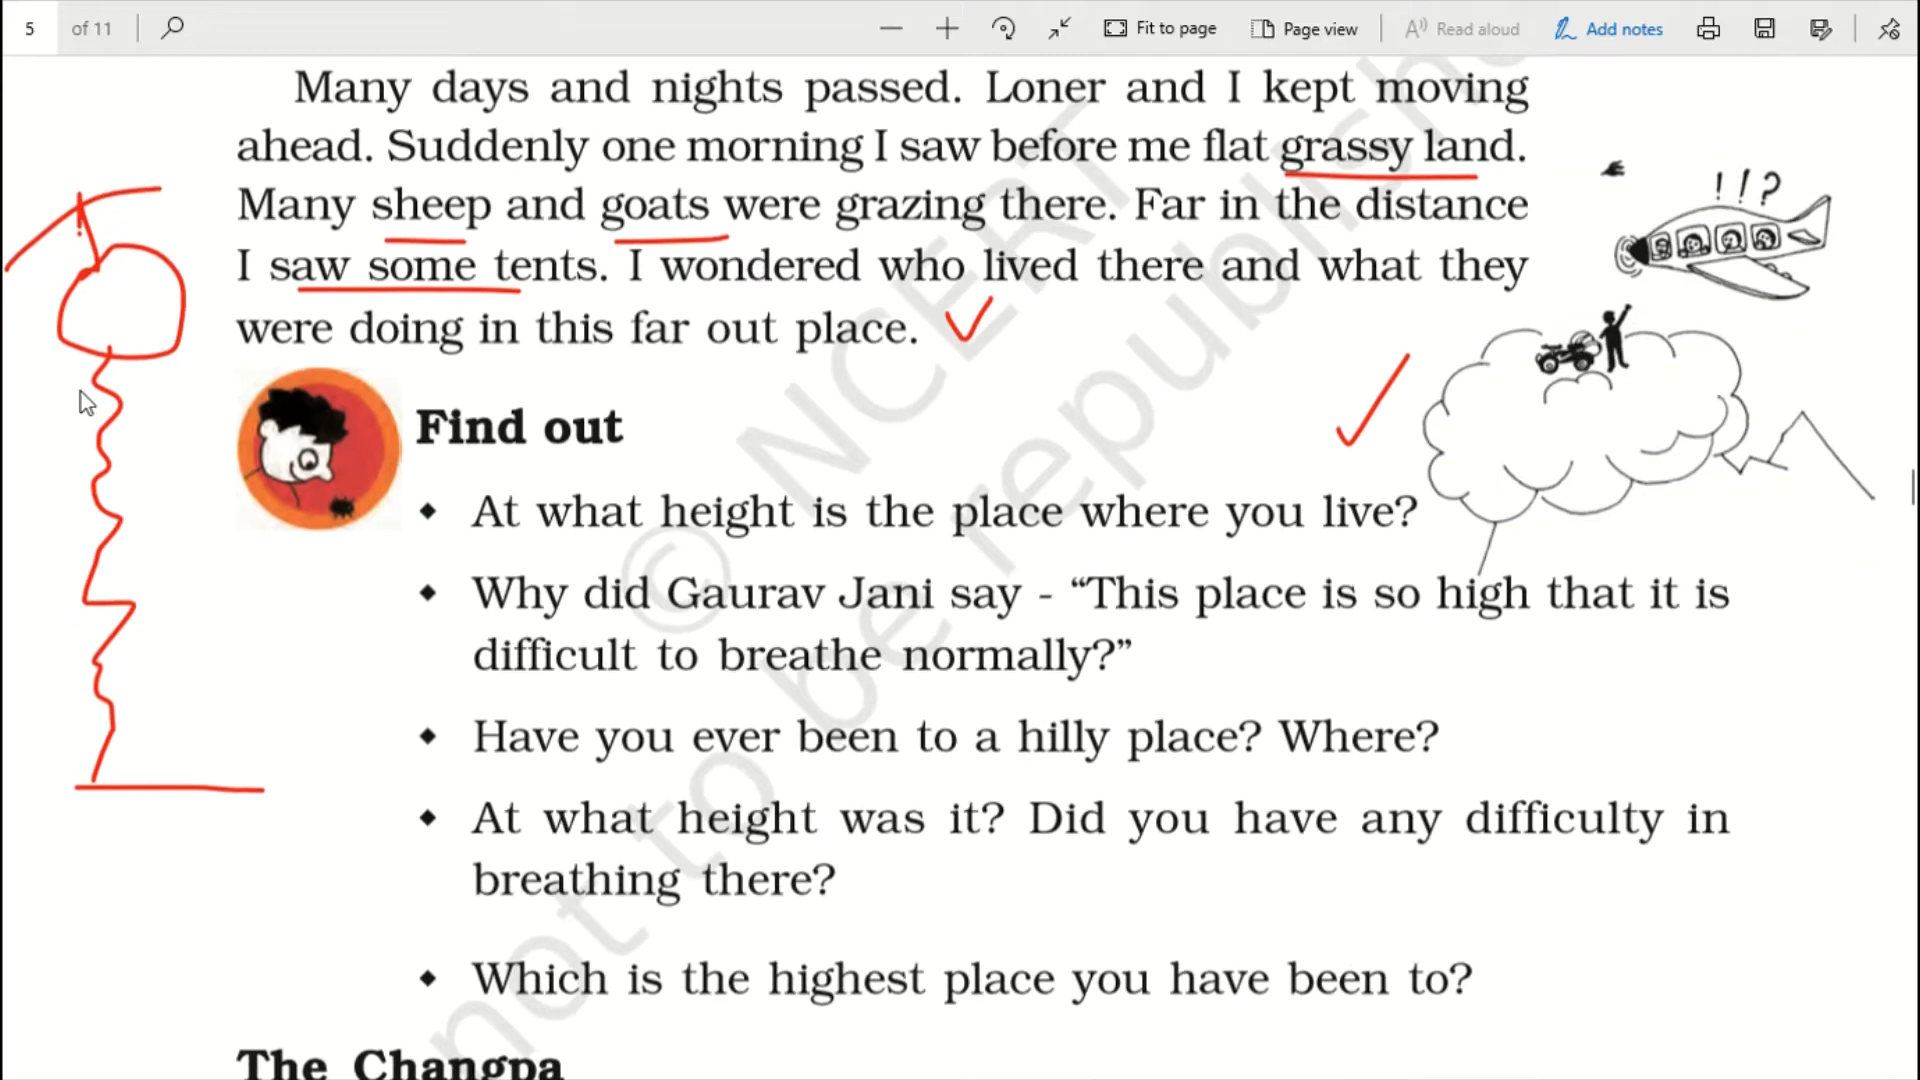 5 of 11 Fit to page Page view Read aloud Add notes
Many days and nights passed. Loner and I kept moving
ahead. Suddenly one morning I saw before me flat grassy land.
Many sheep and goats were grazing there. Far in the distance
I saw some tents. I wondered who lived there and what they
were doing in this far out place.
!!?
Find out
At what height is the place where you live?
Why did Gaurav Jani say - “This place is so high that it is
difficult to breathe normally?”
Have you ever been to a hilly place? Where?
At what height was it? Did you have any difficulty in
breathing there?
Which is the highest place you have been to?
The Changpa
© NCERT
not to be republished